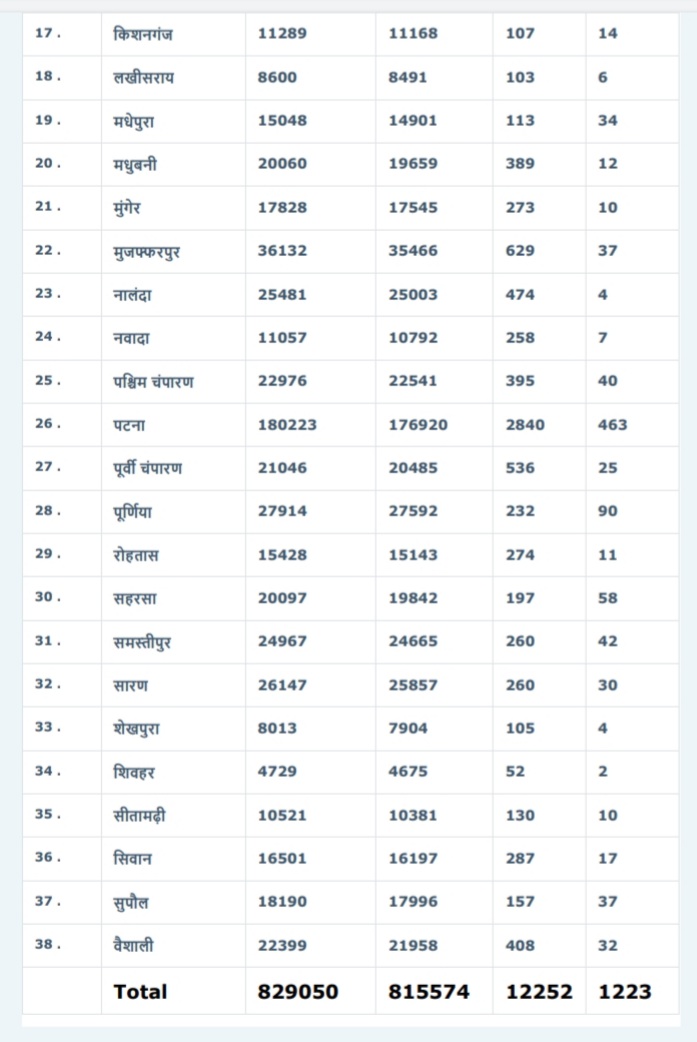 17. किशनगंज 11289 11168 107 14
18. लखीसराय 8600 8491 103 6
19. मधेपुरा 15048 14901 113 34
20. मधुबनी 20060 19659 389 12
21. मुंगेर 17828 17545 273 10
22. मुजफ्फरपुर 36132 35466 629 37
23. नालंदा 25481 25003 474 4
24. नवादा 11057 10792 258 7
25. पश्चिम चंपारण 22976 22541 395 40
26. पटना 180223 176920 2840 463
27. पूर्वी चंपारण 21046 20485 536 25
28. पूर्णिया 27914 27592 232 90
29. रोहतास 15428 15143 274 11
30. सहरसा 20097 19842 197 58
31. समस्तीपुर 24967 24665 260 42
32. सारण 26147 25857 260 30
33. शेखपुरा 8013 7904 105 4
34. शिवहर 4729 4675 52 2
35. सीतामढ़ी 10521 10381 130 10
36. सिवान 16501 16197 287 17
37. सुपौल 18190 17996 157 37
38. वैशाली 22399 21958 408 32
Total 829050 815574 12252 1223